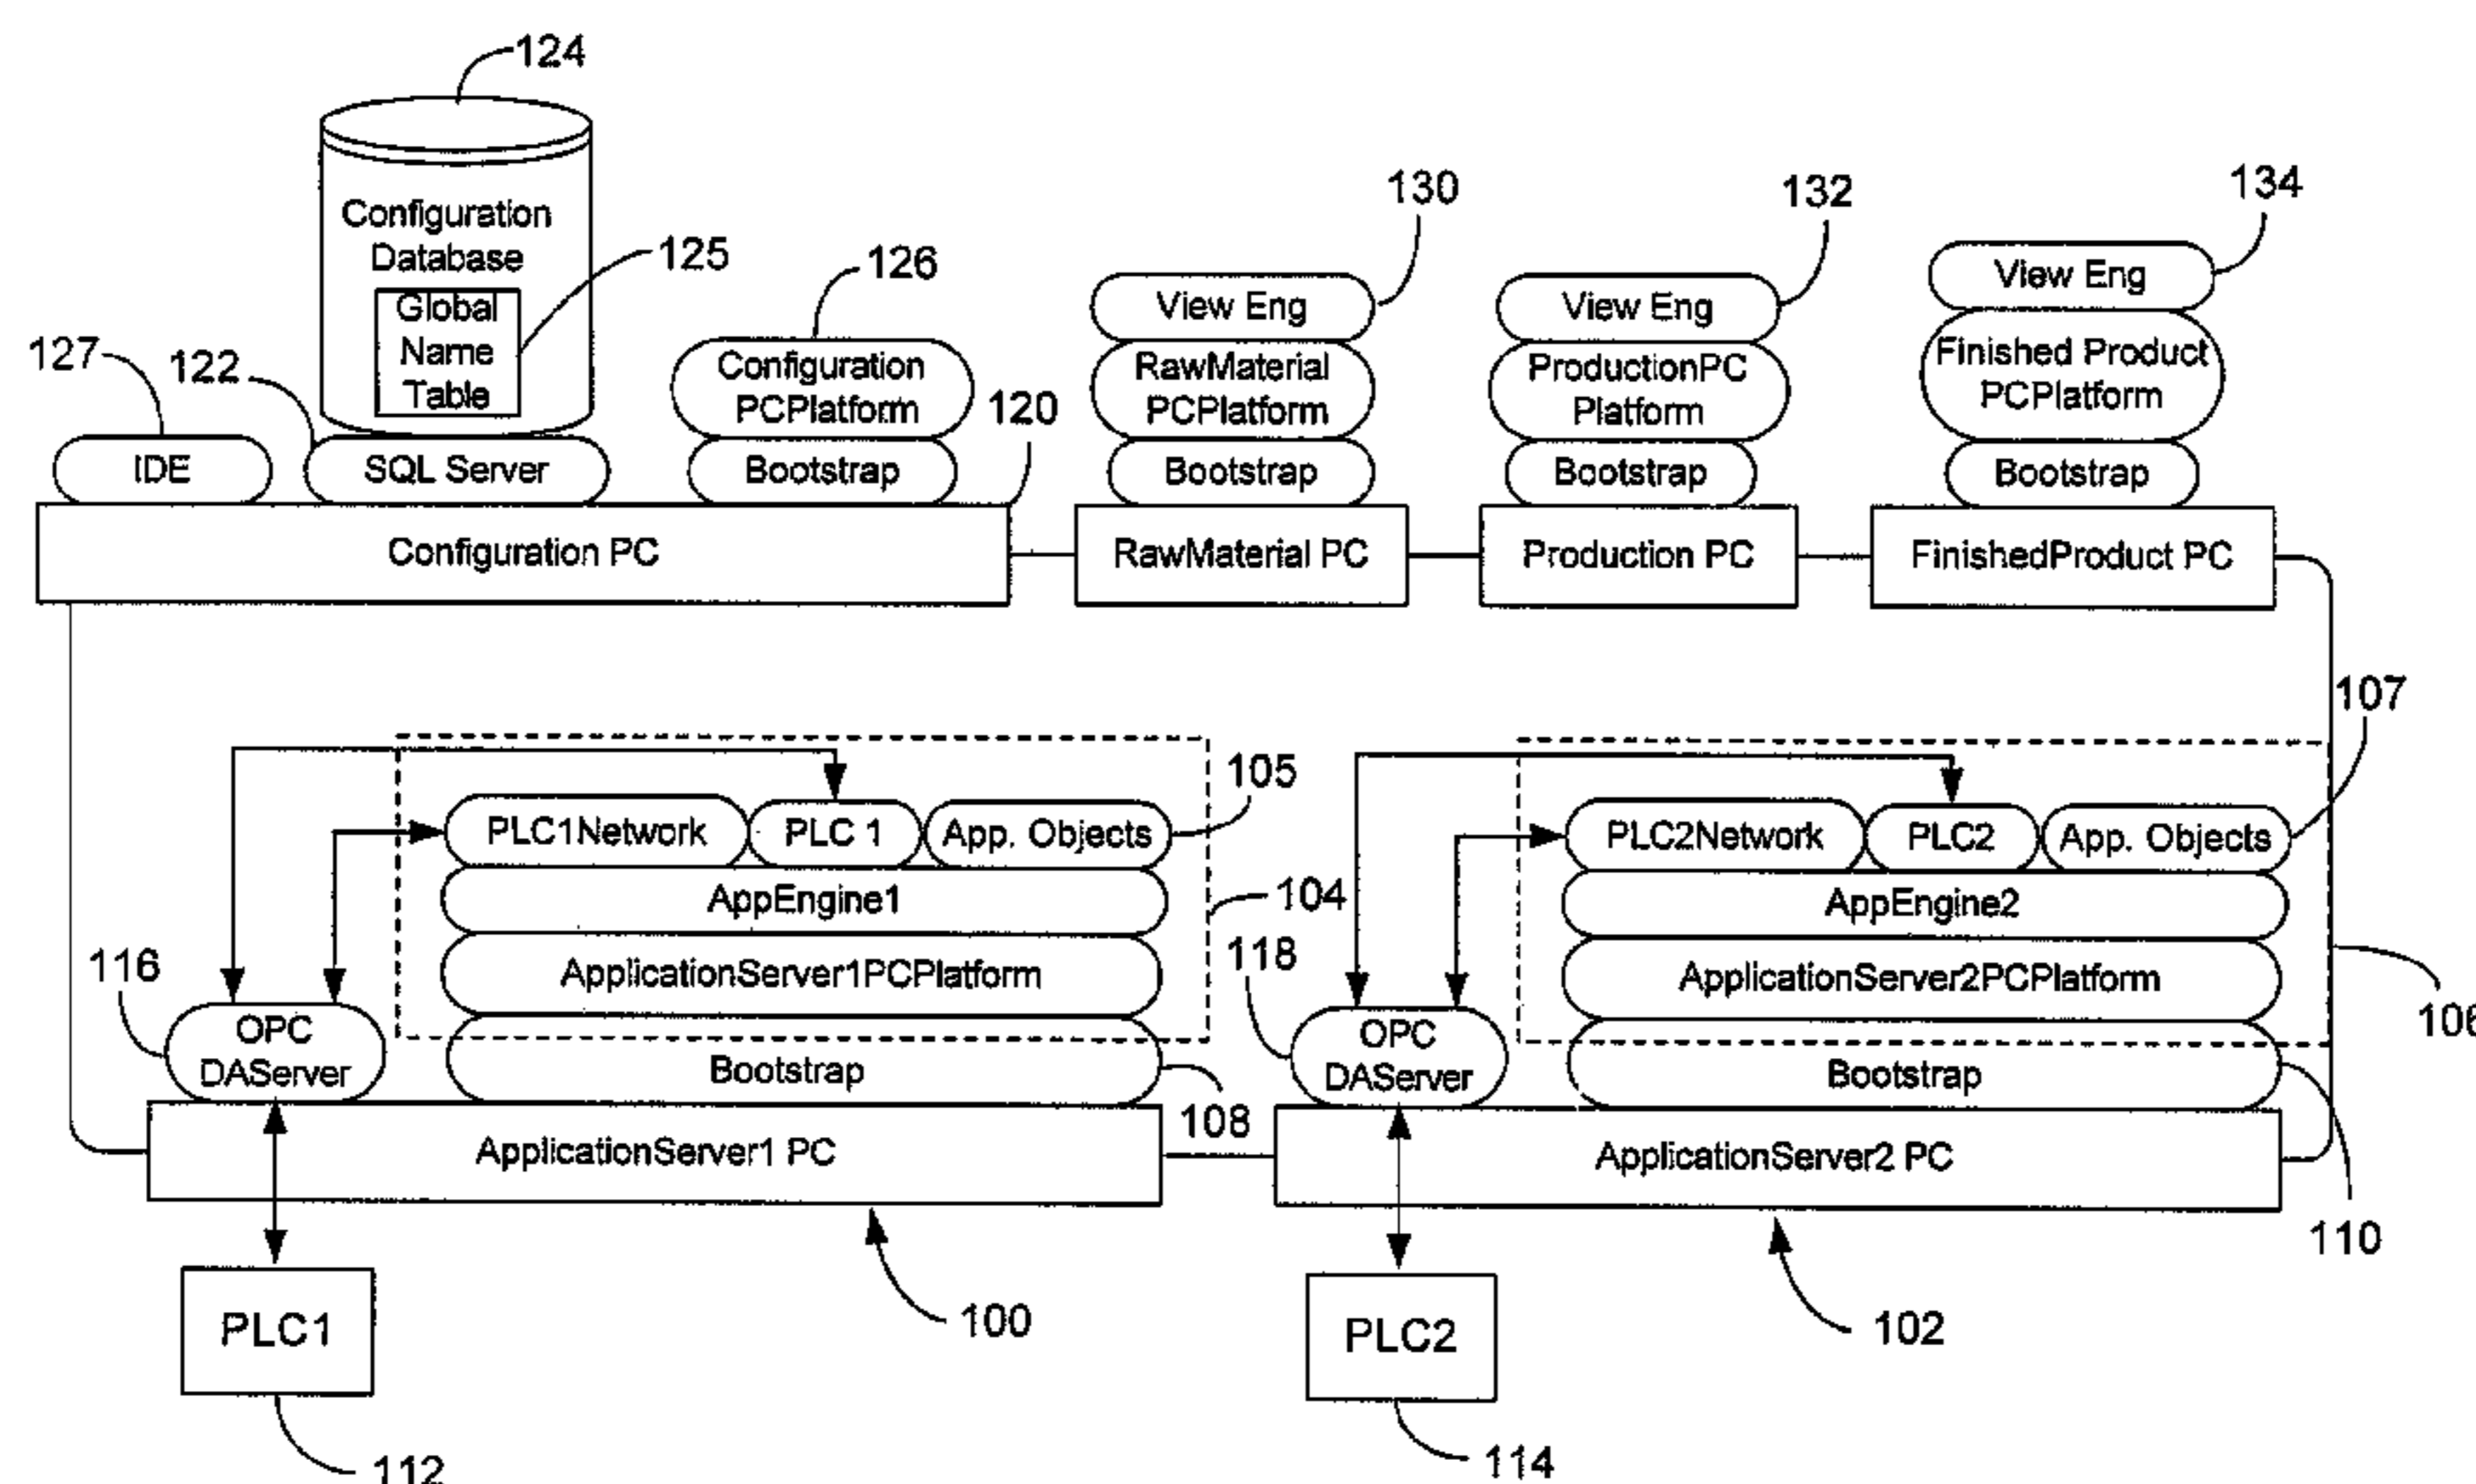 124
Configuration
Database
Global
Name
Table
125
126
130
132
134
127
122
Configuration
PCPlatform
120
View Eng
RawMaterial
PCPlatform
View Eng
ProductionPC
Platform
View Eng
Finished Product
PCPlatform
IDE
SQL Server
Bootstrap
Bootstrap
Bootstrap
Bootstrap
Configuration PC
RawMaterial PC
Production PC
FinishedProduct PC
107
105
PLC1Network
PLC 1
App. Objects
PLC2Network
PLC2
App. Objects
AppEngine1
104
AppEngine2
116
ApplicationServer1PCPlatform
118
ApplicationServer2PCPlatform
106
OPC
DAServer
Bootstrap
OPC
DAServer
Bootstrap
108
ApplicationServer1 PC
ApplicationServer2 PC
110
PLC1
100
PLC2
102
112
114